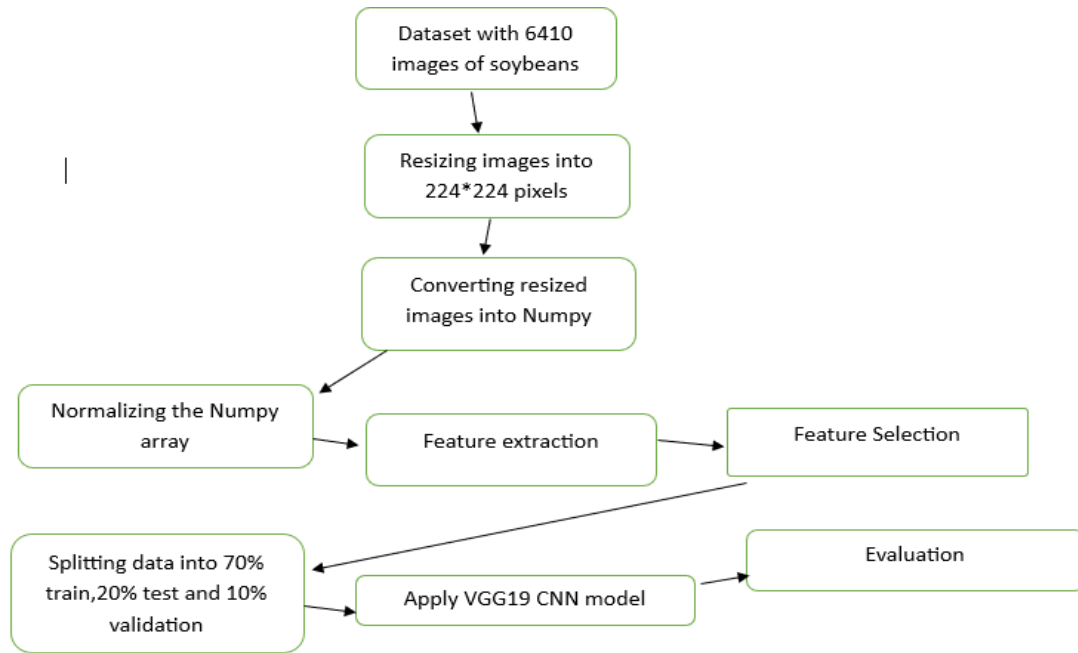 Dataset with 6410
images of soybeans
Resizing images into
224*224 pixels
Converting resized
images into Numpy
Normalizing the Numpy
array
Feature extraction
Feature Selection
Splitting data into 70%
train,20% test and 10%
validation
Apply VGG19 CNN model
Evaluation